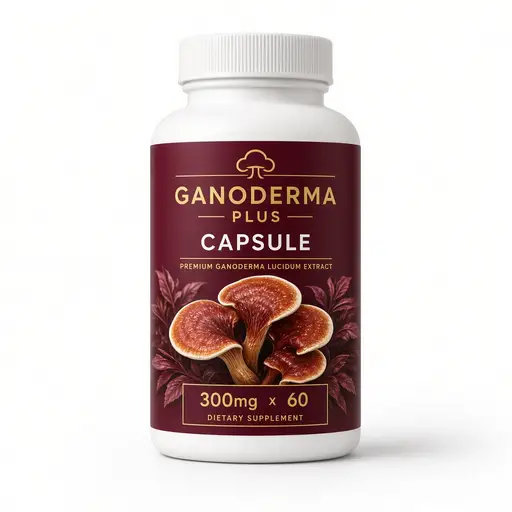 GANODERMA
PLUS
CAPSULE
PREMIUM GANODERMA LUCIDUM EXTRACT
300mg x 60
DIETARY SUPPLEMENT